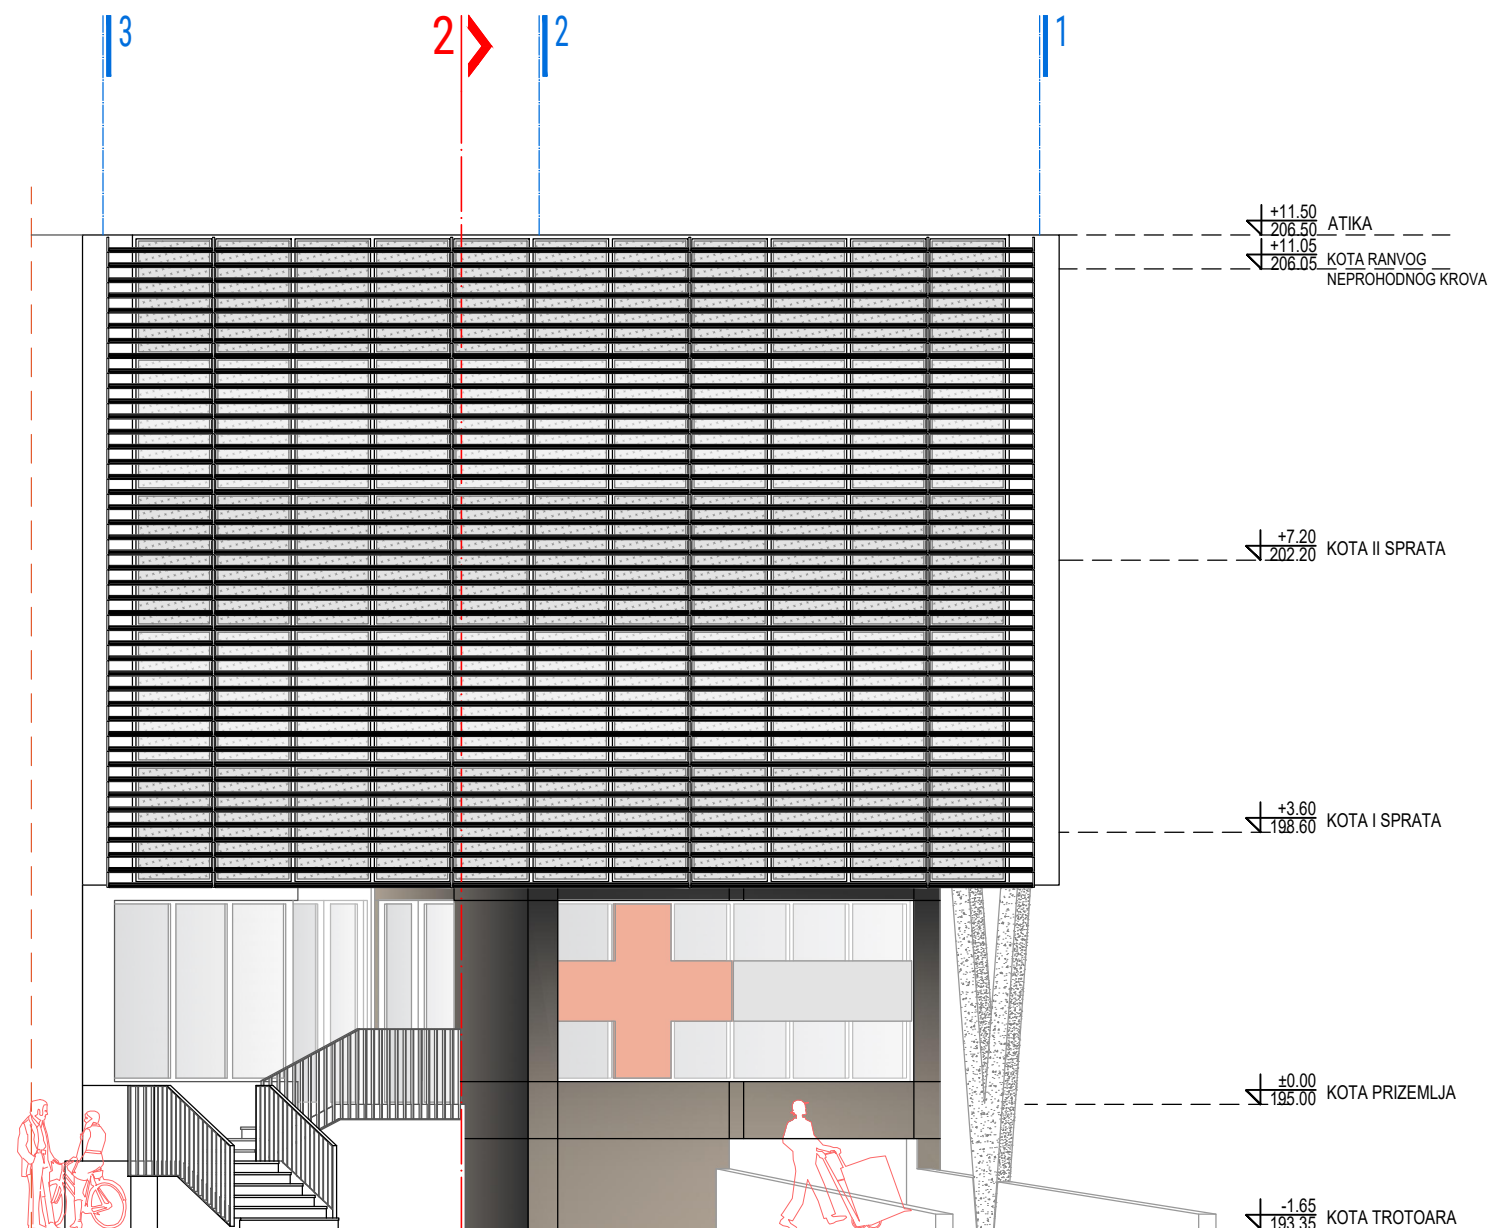 3
2
2
1
+11.50
206.50 ATIKA
+11.05
206.05 KOTA RANVOG
NEPROHODNOG KROVA
+7.20
202.20 KOTA II SPRATA
+3.60
198.60 KOTA I SPRATA
±0.00
195.00 KOTA PRIZEMLJA
-1.65
193.35 KOTA TROTOARA